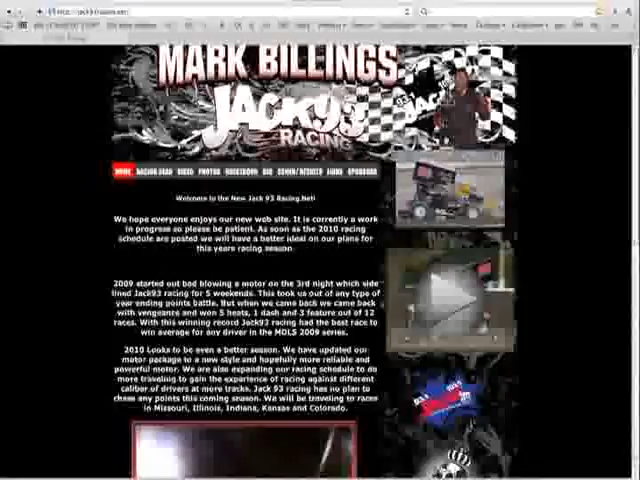 MARK BILLINGS
JACK93
RACING
HOME RACING GEAR VIDEO PHOTOS BIO LINKS SPONSORS
Welcome to the New Jack 93 Racing.Net!
We hope everyone enjoys our new web site. It is currently a work
in progress so please be patient. As soon as the 2010 racing
schedule are posted we will have a better ideal on our plans for
this years racing season
2009 started out bad blowing a motor on the 3rd night which side
lined Jack93 racing for 5 weekends. This took us out of any type of
year ending points battle. But when we came back we came back
with vengeance and won 5 heats, 1 dash and 3 feature out of 12
races. With this winning record Jack93 racing had the best race to
win average for any driver in the MOLS 2009 series.
2010 Looks to be even a better season. We have updated our
motor package to a new style and hopefully more reliable and
powerful motor. We are also expanding our racing schedule to do
more traveling to gain the experience of racing against different
caliber of drivers at more tracks. Jack 93 racing has no plan to
chase any points this coming season. We will be traveling to races
in Missouri, Illinois, Indiana, Kansas and Colorado.